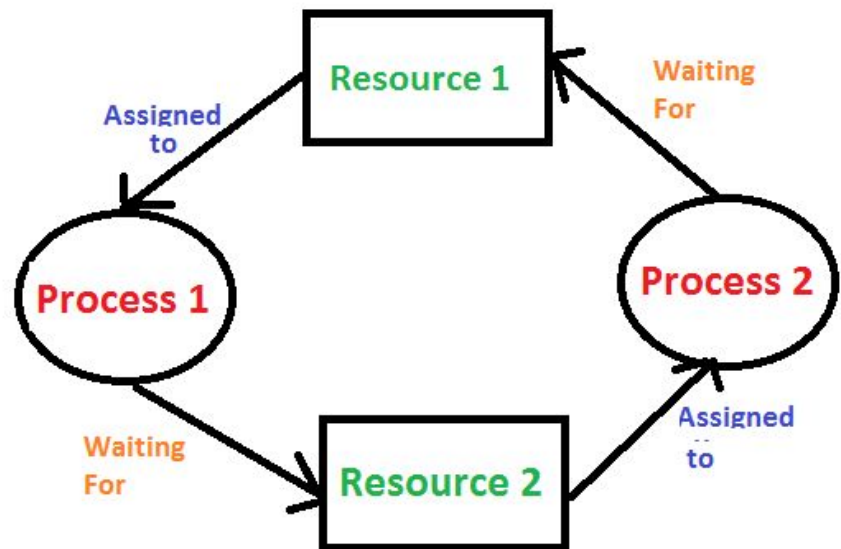 Resource 1
Waiting
For
Assigned
to
Process 1
Process 2
Waiting
For
Resource 2
Assigned
to